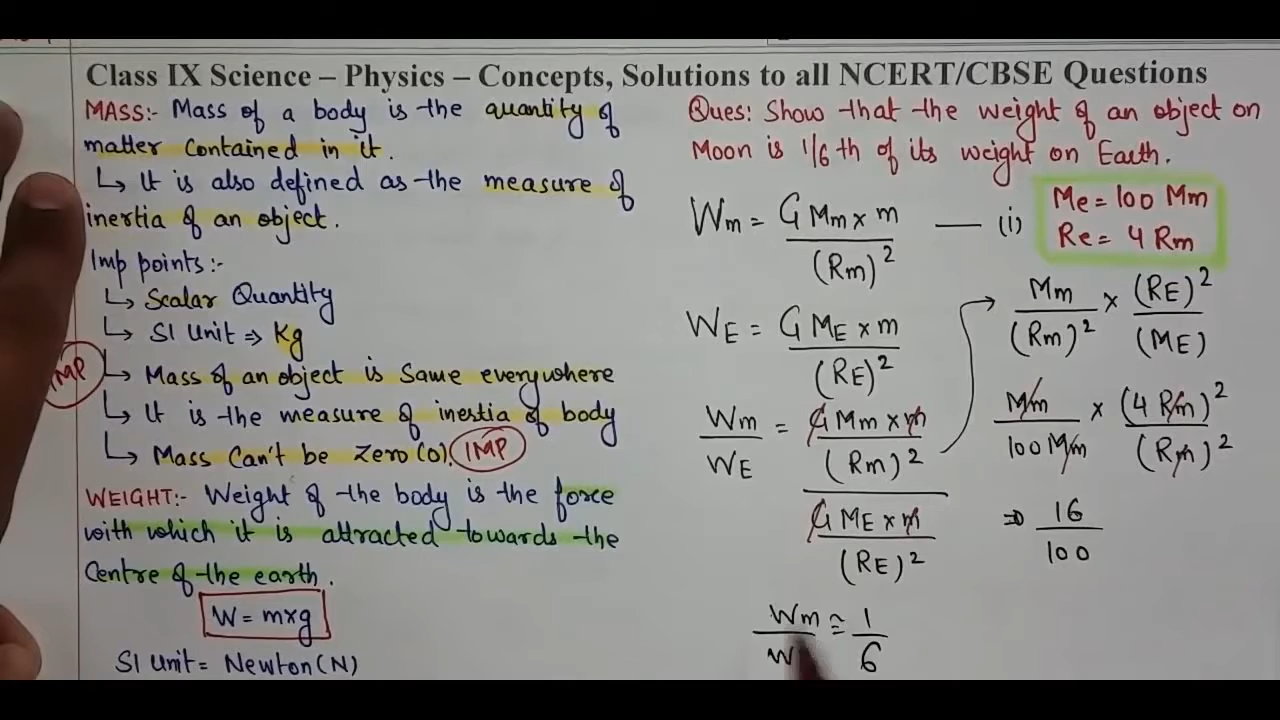 Class IX Science – Physics – Concepts, Solutions to all NCERT/CBSE Questions
MASS:- Mass of a body is the quantity of
matter contained in it.
↳ It is also defined as the measure of
inertia of an object.
Imp points:-
↳ Scalar Quantity
↳ SI Unit ⇒ Kg
IMP
↳ Mass of an object is Same everywhere
↳ It is the measure of inertia of body
↳ Mass Can't be Zero(0). IMP
WEIGHT:- Weight of the body is the force
with which it is attracted towards the
Centre of the earth.
W = m×g
SI Unit = Newton(N)
Ques: Show that the weight of an object on
Moon is 1/6 th of its weight on Earth.
Me = 100 Mm
Re = 4 Rm
Wm = G Mm × m / (Rm)² — (i)
WE = G ME × m / (RE)²
Wm / WE = G Mm × m / (Rm)²
G ME × m / (RE)²
→ Mm / (Rm)² × (RE)² / (ME)
Mm / 100 Mm × (4 Rm)² / (Rm)²
⇒ 16 / 100
Wm / W ≅ 1 / 6